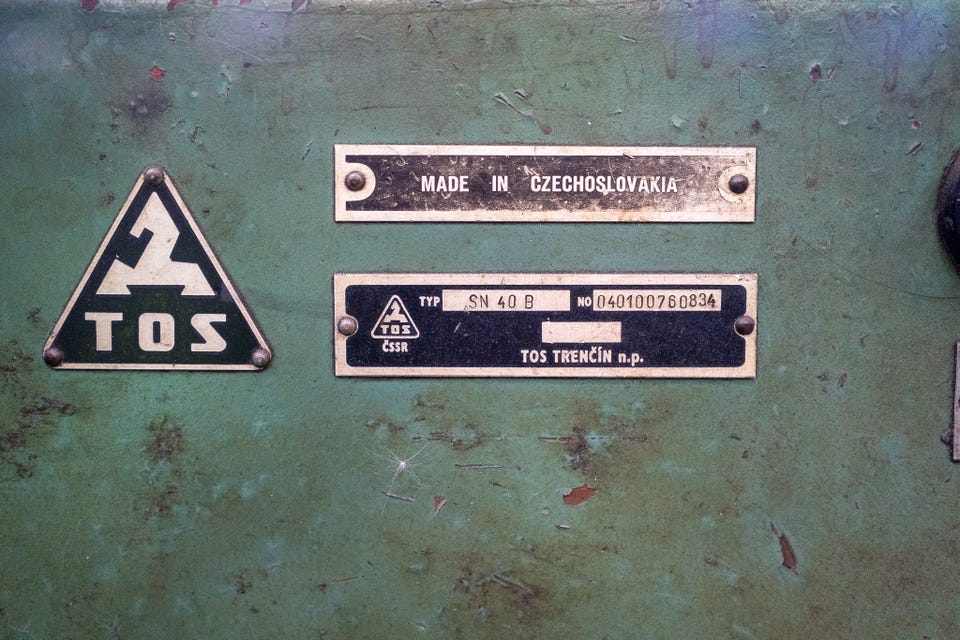 TOS
MADE IN CZECHOSLOVAKIA
TOS
ČSSR
TYP SN 40 B NO 040100760834
TOS TRENČÍN n.p.